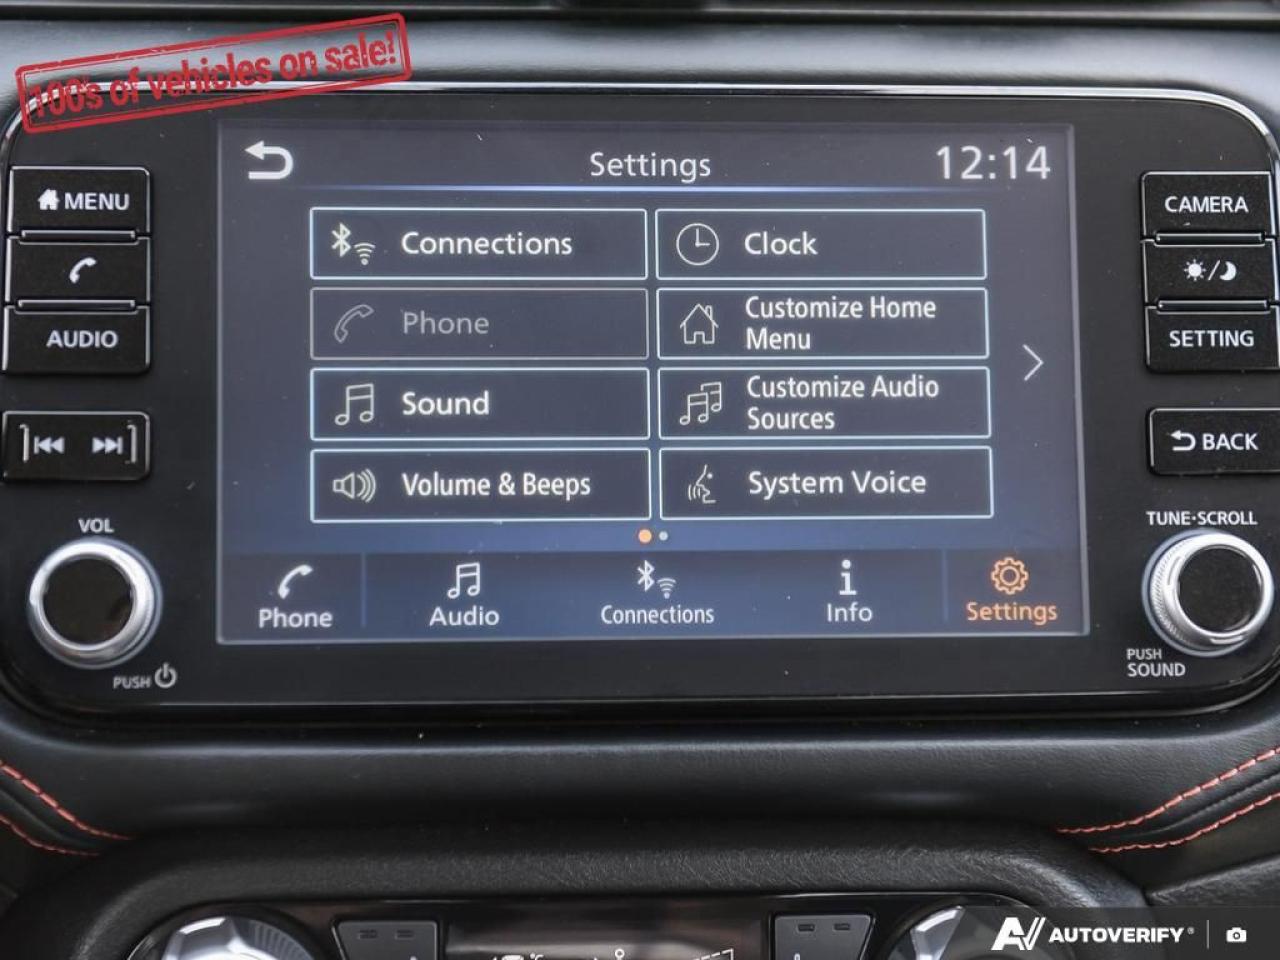 100's of vehicles on sale!
Settings
12:14
MENU
AUDIO
VOL
PUSH
Connections
Clock
Phone
Customize Home
Menu
Sound
Customize Audio
Sources
Volume & Beeps
System Voice
Phone
Audio
Connections
Info
Settings
CAMERA
SETTING
BACK
TUNE·SCROLL
PUSH
SOUND
AUTOVERIFY